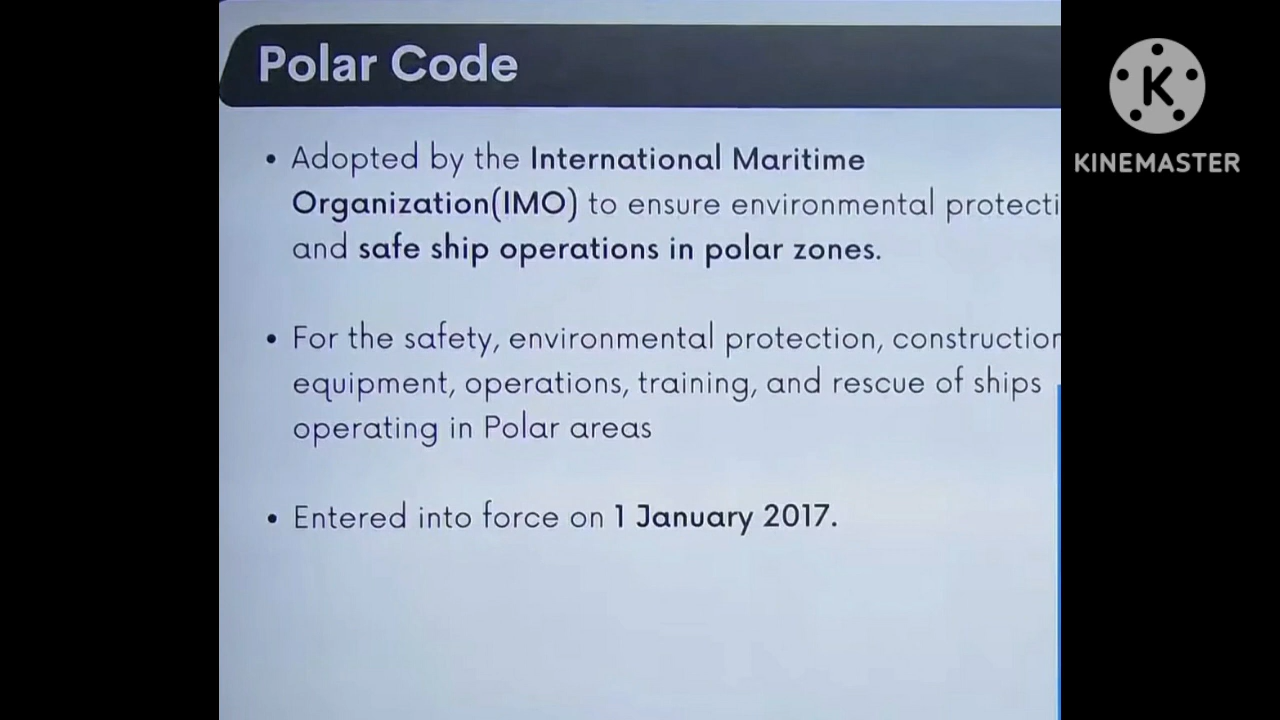 Polar Code
• Adopted by the International Maritime
Organization(IMO) to ensure environmental protecti
and safe ship operations in polar zones.
• For the safety, environmental protection, construction
equipment, operations, training, and rescue of ships
operating in Polar areas
• Entered into force on 1 January 2017.
K
KINEMASTER